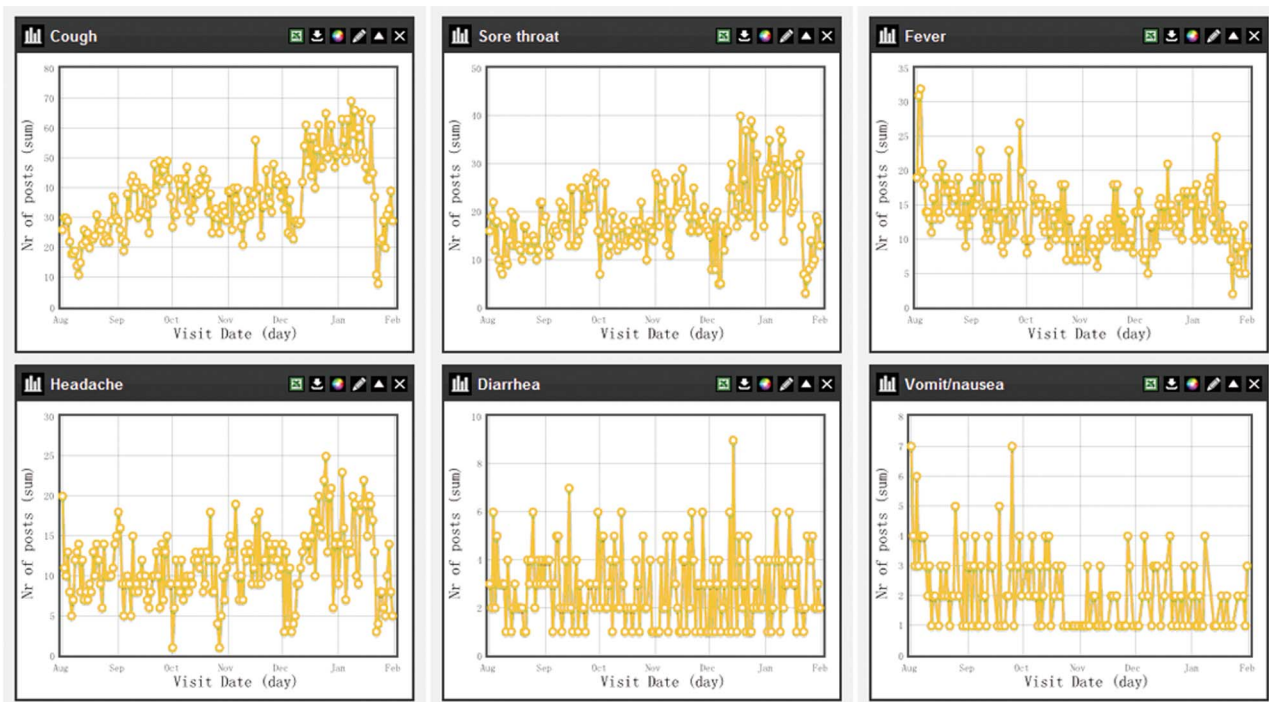 Cough
Nr of posts (sum)
80
70
60
50
40
30
20
10
0
Aug Sep Oct Nov Dec Jan Feb
Visit Date (day)
Sore throat
Nr of posts (sum)
50
40
30
20
10
0
Aug Sep Oct Nov Dec Jan Feb
Visit Date (day)
Fever
Nr of posts (sum)
35
30
25
20
15
10
5
0
Aug Sep Oct Nov Dec Jan Feb
Visit Date (day)
Headache
Nr of posts (sum)
30
25
20
15
10
5
0
Aug Sep Oct Nov Dec Jan Feb
Visit Date (day)
Diarrhea
Nr of posts (sum)
10
8
6
4
2
0
Aug Sep Oct Nov Dec Jan Feb
Visit Date (day)
Vomit/nausea
Nr of posts (sum)
8
7
6
5
4
3
2
1
0
Aug Sep Oct Nov Dec Jan Feb
Visit Date (day)